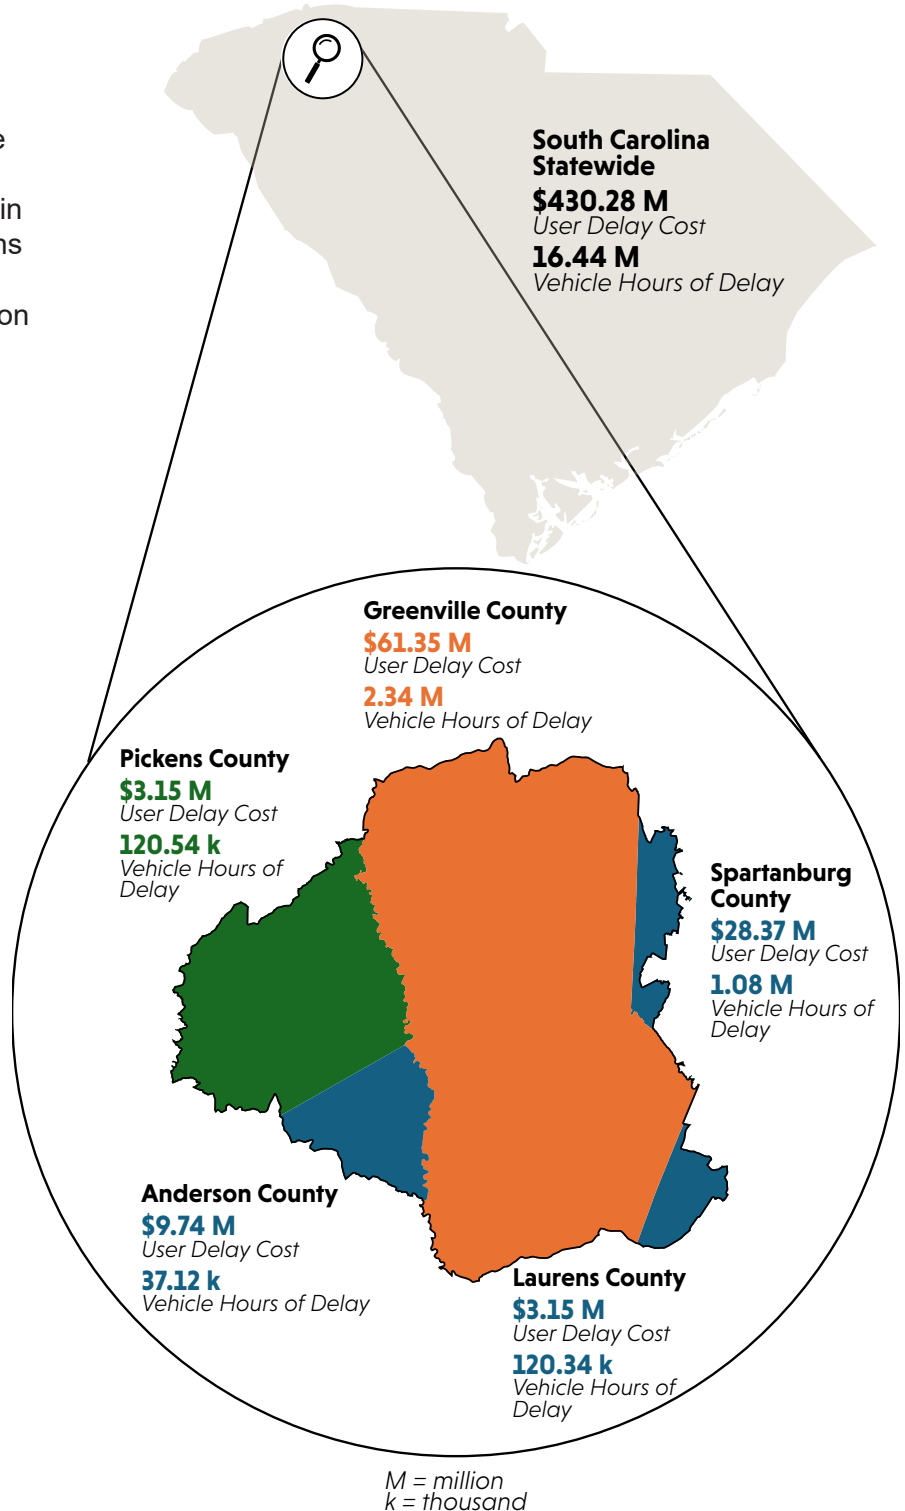 e
in
ns
on
South Carolina
Statewide
$430.28 M
User Delay Cost
16.44 M
Vehicle Hours of Delay
Greenville County
$61.35 M
User Delay Cost
2.34 M
Vehicle Hours of Delay
Pickens County
$3.15 M
User Delay Cost
120.54 k
Vehicle Hours of
Delay
Spartanburg
County
$28.37 M
User Delay Cost
1.08 M
Vehicle Hours of
Delay
Anderson County
$9.74 M
User Delay Cost
37.12 k
Vehicle Hours of Delay
Laurens County
$3.15 M
User Delay Cost
120.34 k
Vehicle Hours of
Delay
M = million
k = thousand